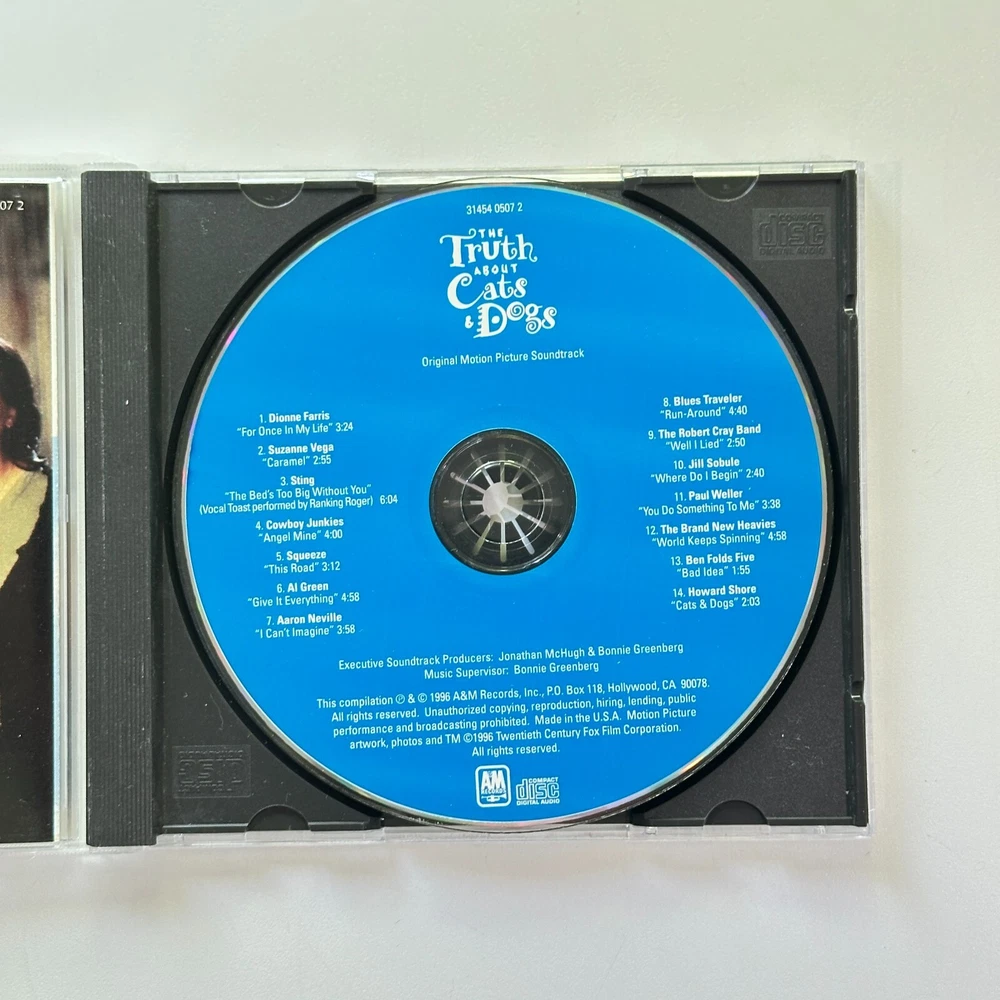 07 2
31454 0507 2
THE
Truth
ABOUT
Cats
& Dogs
Original Motion Picture Soundtrack
1. Dionne Farris
“For Once In My Life” 3:24
2. Suzanne Vega
“Caramel” 2:55
3. Sting
“The Bed's Too Big Without You”
(Vocal Toast performed by Ranking Roger) 6:04
4. Cowboy Junkies
“Angel Mine” 4:00
5. Squeeze
“This Road” 3:12
6. Al Green
“Give It Everything” 4:58
7. Aaron Neville
“I Can't Imagine” 3:58
8. Blues Traveler
“Run-Around” 4:40
9. The Robert Cray Band
“Well I Lied” 2:50
10. Jill Sobule
“Where Do I Begin” 2:40
11. Paul Weller
“You Do Something To Me” 3:38
12. The Brand New Heavies
“World Keeps Spinning” 4:58
13. Ben Folds Five
“Bad Idea” 1:55
14. Howard Shore
“Cats & Dogs” 2:03
Executive Soundtrack Producers: Jonathan McHugh & Bonnie Greenberg
Music Supervisor: Bonnie Greenberg
This compilation ℗ & © 1996 A&M Records, Inc., P.O. Box 118, Hollywood, CA 90078.
All rights reserved. Unauthorized copying, reproduction, hiring, lending, public
performance and broadcasting prohibited. Made in the U.S.A. Motion Picture
artwork, photos and TM ©1996 Twentieth Century Fox Film Corporation.
All rights reserved.
A&M
RECORDS
COMPACT
disc
DIGITAL AUDIO
COMPACT
disc
DIGITAL AUDIO